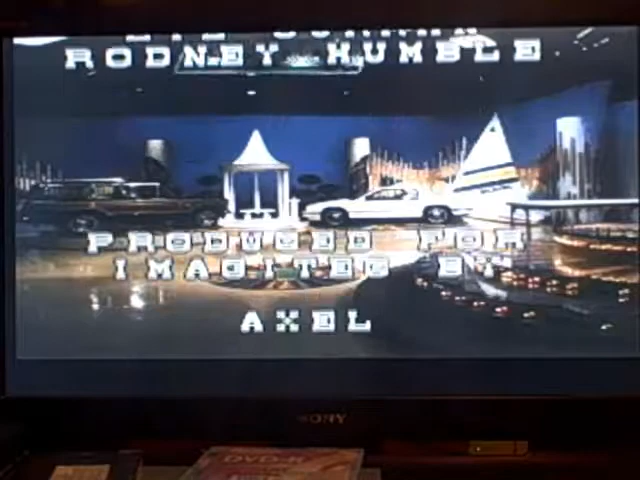 RODNEY HUMBLE
PRODUCED FOR
IMAGITEC BY
AXEL
SONY
DVD-R